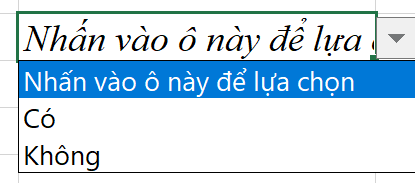 Nhấn vào ô này để lựa
Nhấn vào ô này để lựa chọn
Có
Không